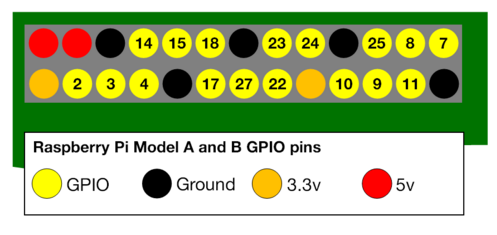 14 15 18 23 24 25 8 7
2 3 4 17 27 22 10 9 11
Raspberry Pi Model A and B GPIO pins
GPIO Ground 3.3v 5v